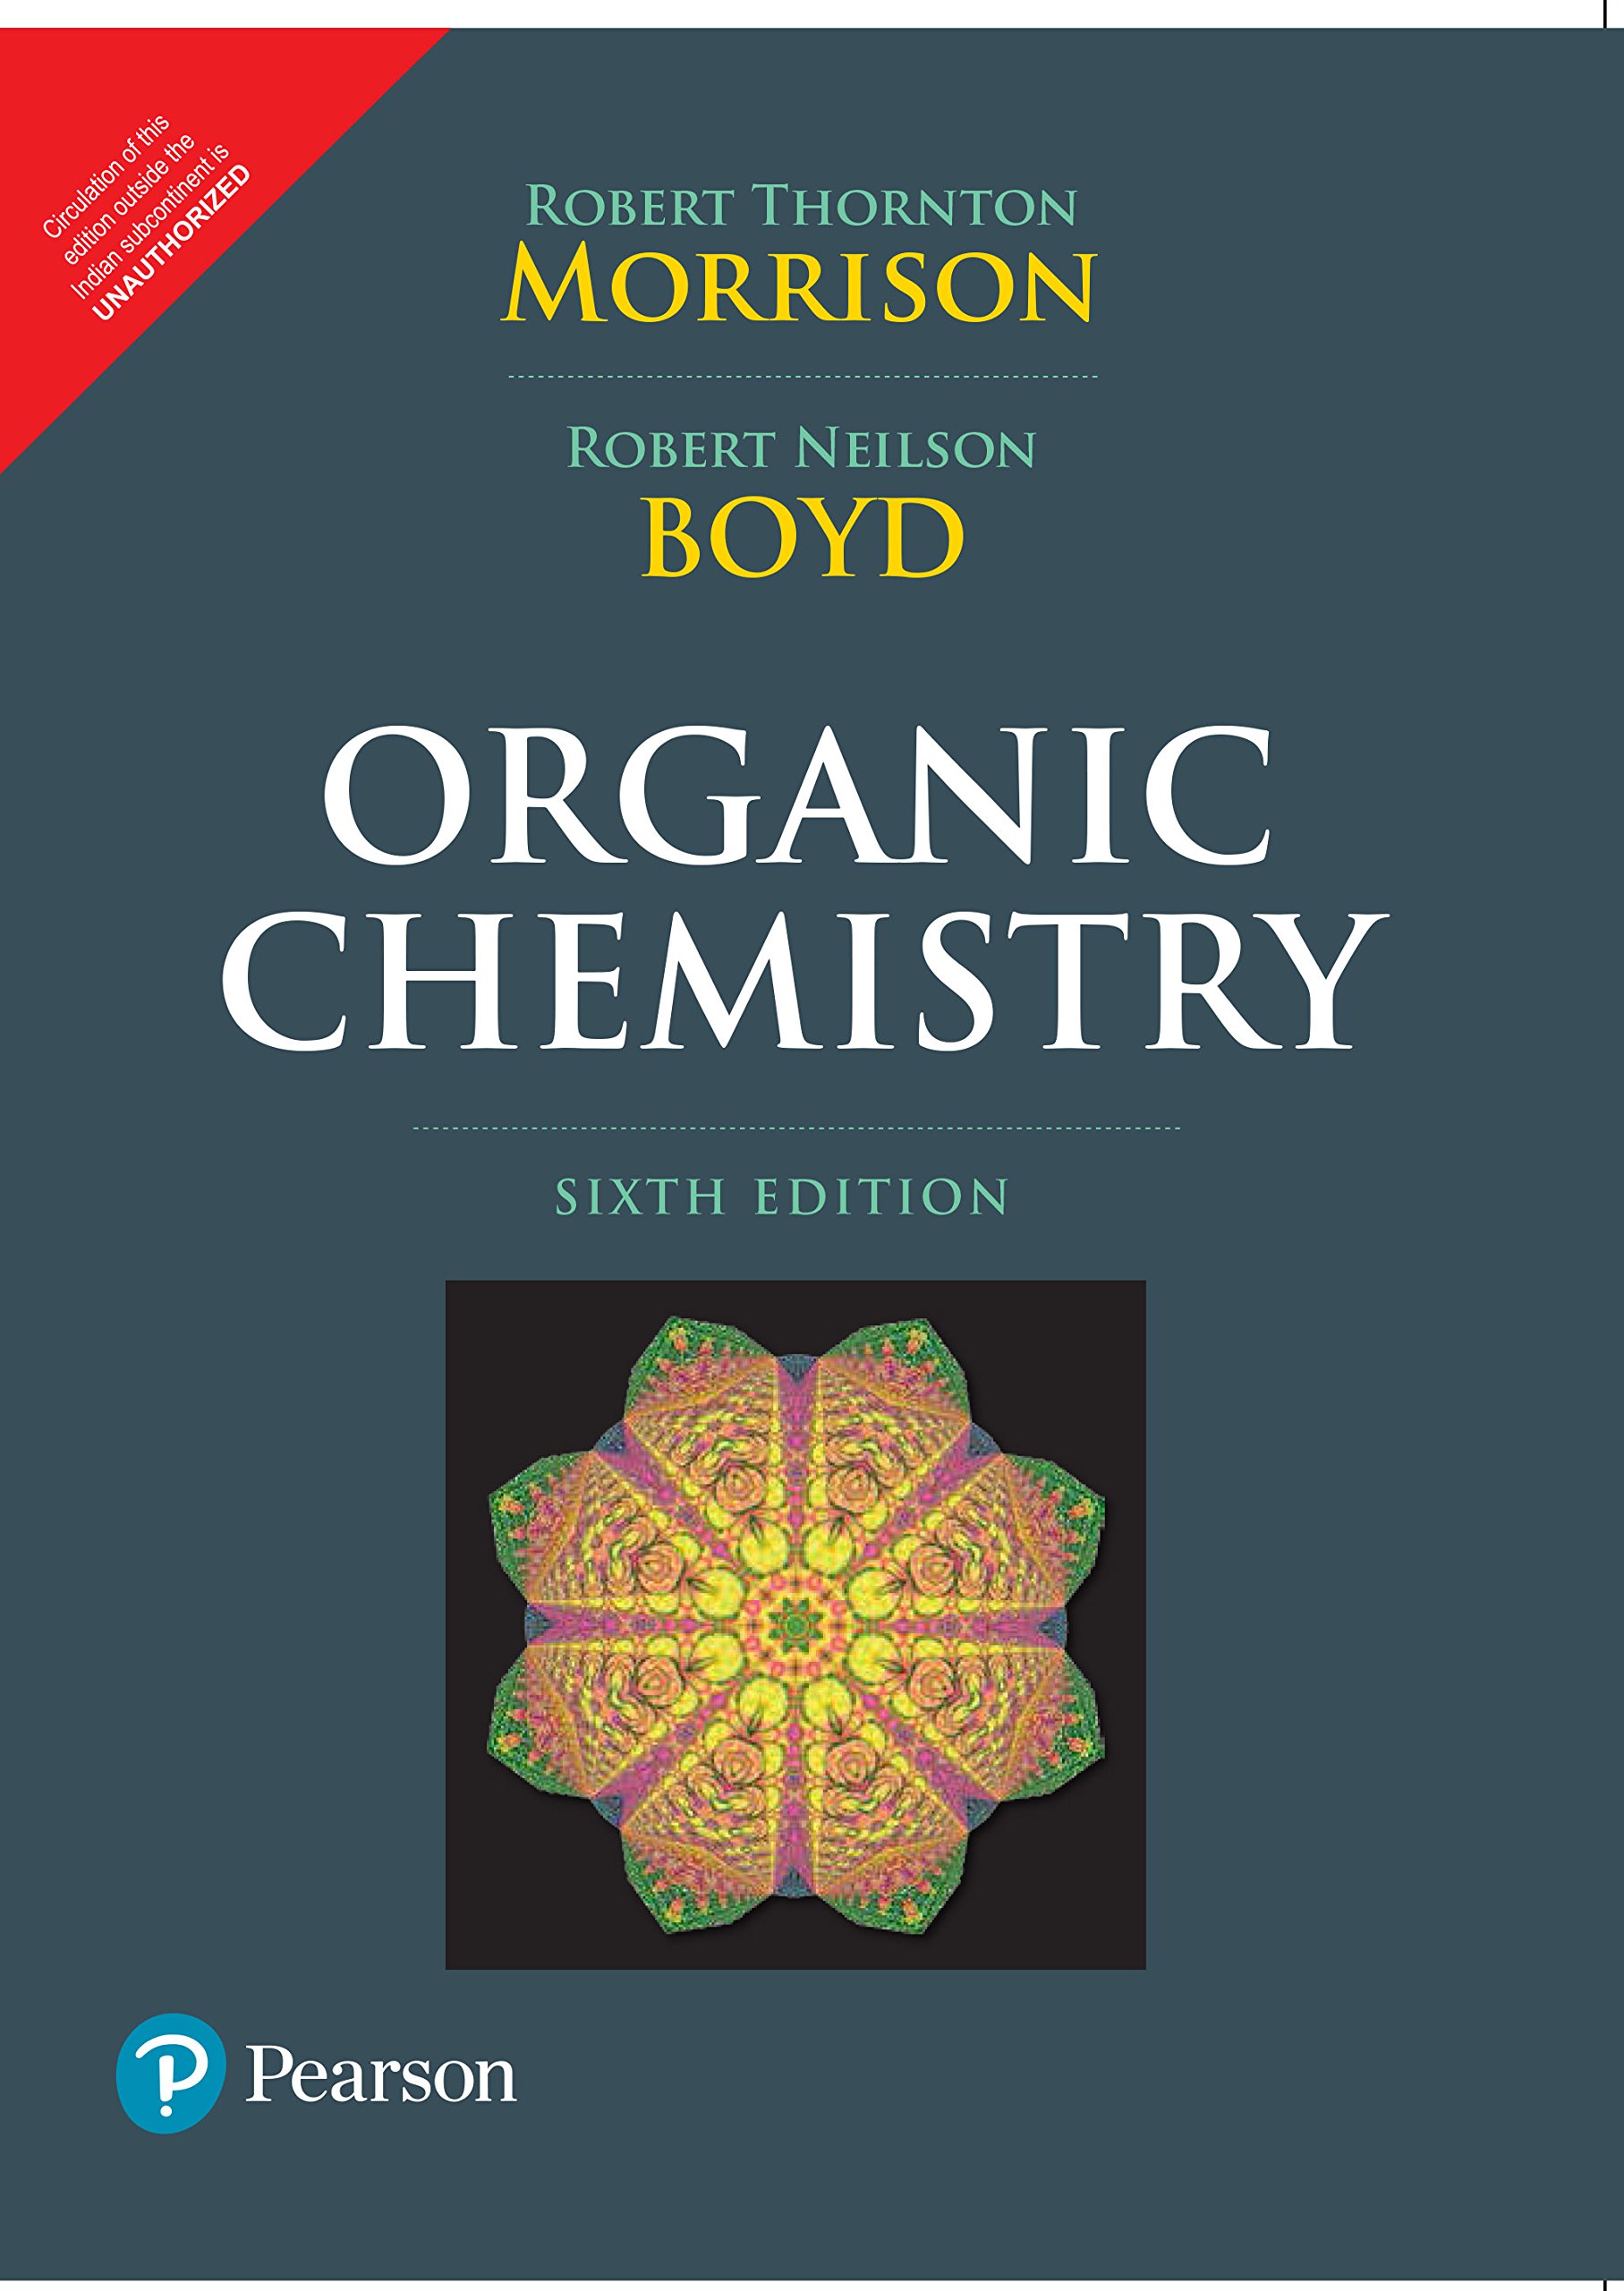 Circulation of this
edition outside the
Indian subcontinent is
UNAUTHORIZED
ROBERT THORNTON
MORRISON
ROBERT NEILSON
BOYD
ORGANIC
CHEMISTRY
SIXTH EDITION
Pearson